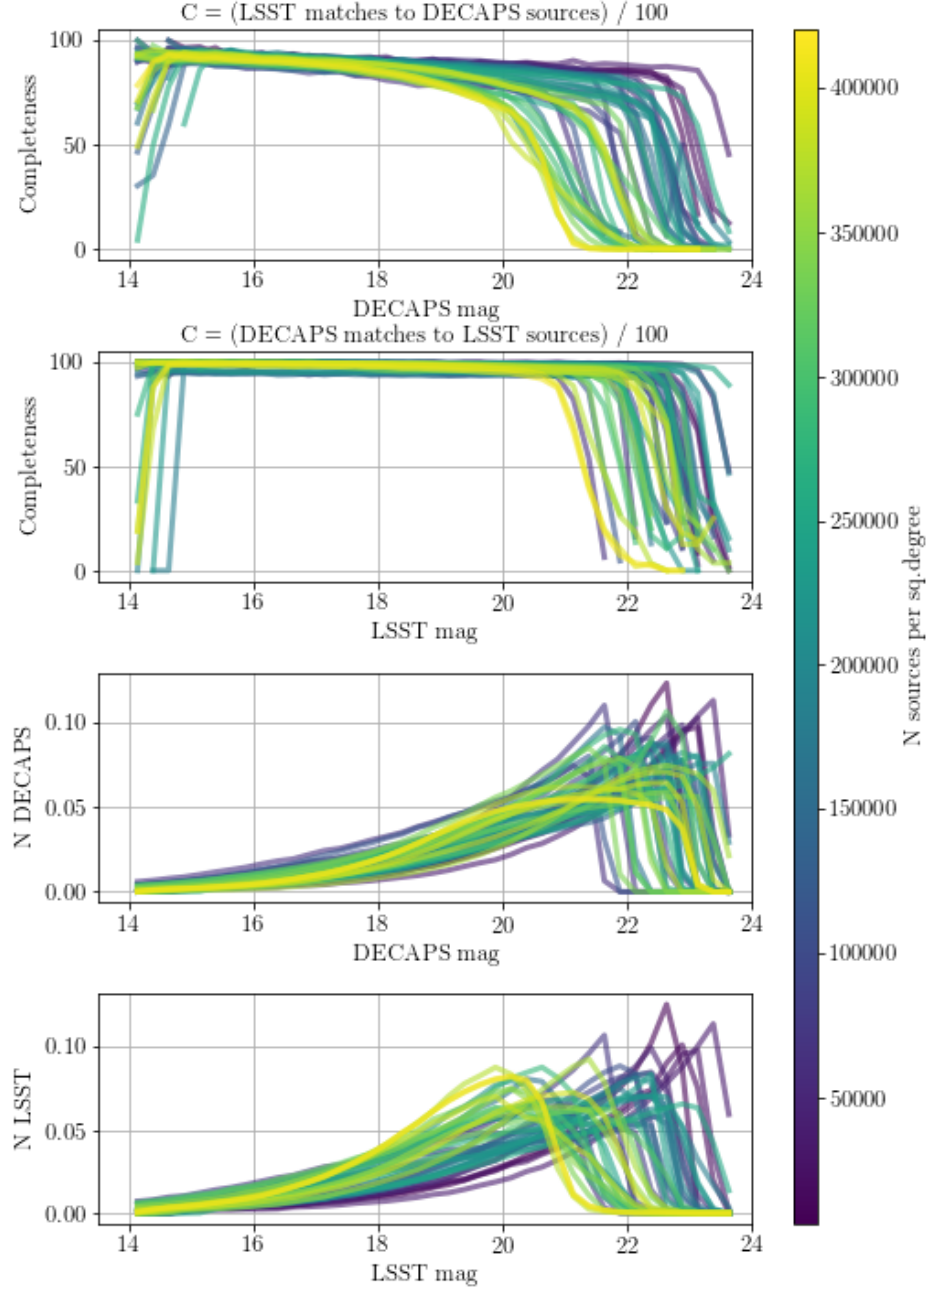 C = (LSST matches to DECAPS sources) / 100
100
50
0
Completeness
14 16 18 20 22 24
DECAPS mag
C = (DECAPS matches to LSST sources) / 100
100
50
0
Completeness
14 16 18 20 22 24
LSST mag
0.10
0.05
0.00
N DECAPS
14 16 18 20 22 24
DECAPS mag
0.10
0.05
0.00
N LSST
14 16 18 20 22 24
LSST mag
400000
350000
300000
250000
200000
150000
100000
50000
N sources per sq.degree